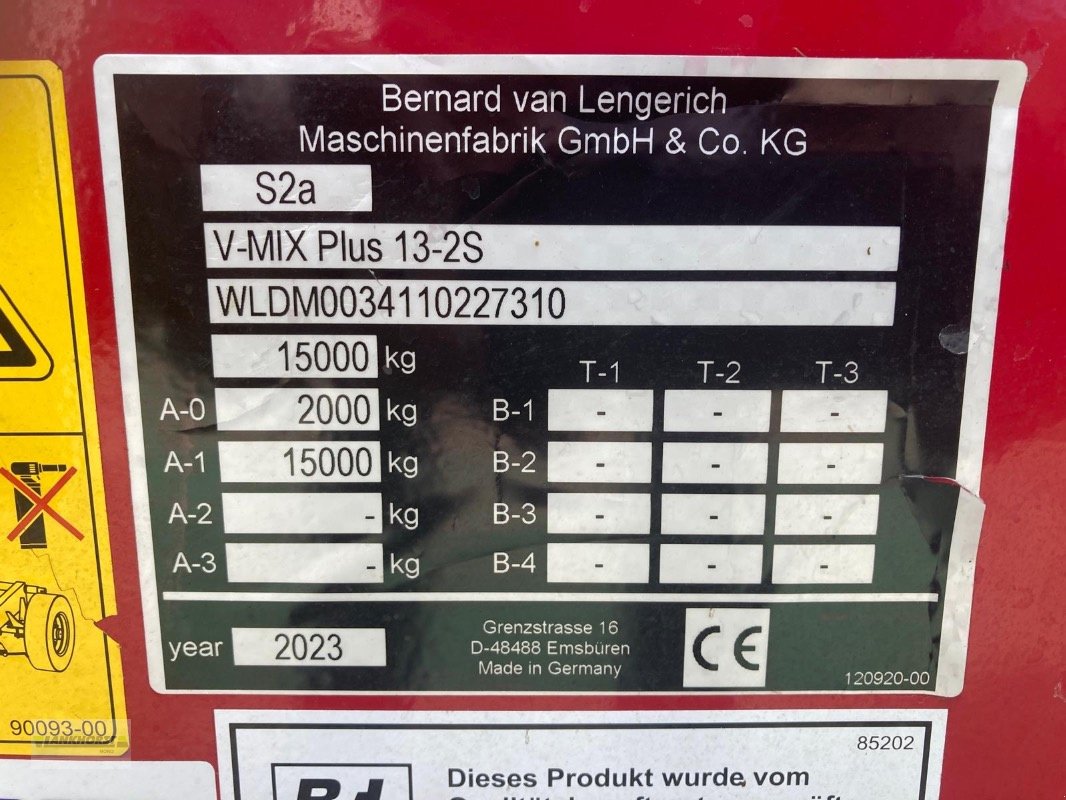 Bernard van Lengerich
Maschinenfabrik GmbH & Co. KG
S2a
V-MIX Plus 13-2S
WLDM0034110227310
15000 kg
T-1 T-2 T-3
A-0 2000 kg B-1 - - -
A-1 15000 kg B-2 - - -
A-2 - kg B-3 - - -
A-3 - kg B-4 - - -
year 2023
Grenzstrasse 16
D-48488 Emsbüren
Made in Germany
CE
120920-00
90093-00
LANKHORST
85202
Dieses Produkt wurde vom